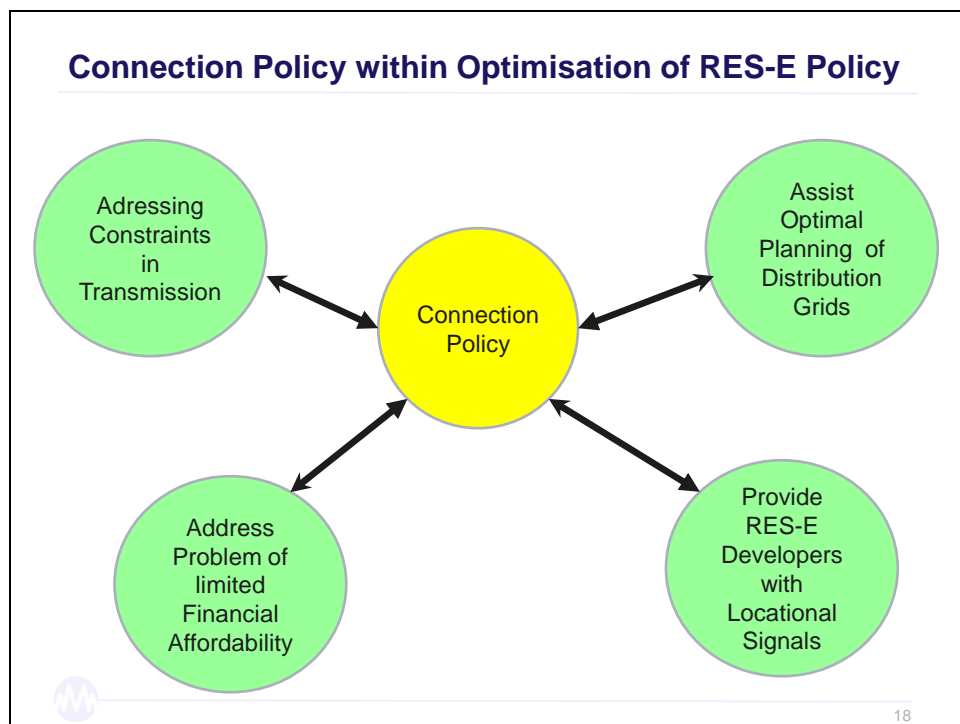 Connection Policy within Optimisation of RES-E Policy
Adressing
Constraints
in
Transmission
Assist
Optimal
Planning of
Distribution
Grids
Connection
Policy
Address
Problem of
limited
Financial
Affordability
Provide
RES-E
Developers
with
Locational
Signals
18